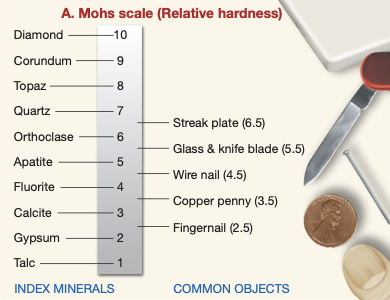 A. Mohs scale (Relative hardness)
Diamond 10
Corundum 9
Topaz 8
Quartz 7
Streak plate (6.5)
Orthoclase 6
Glass & knife blade (5.5)
Apatite 5
Wire nail (4.5)
Fluorite 4
Copper penny (3.5)
Calcite 3
Fingernail (2.5)
Gypsum 2
Talc 1
INDEX MINERALS
COMMON OBJECTS